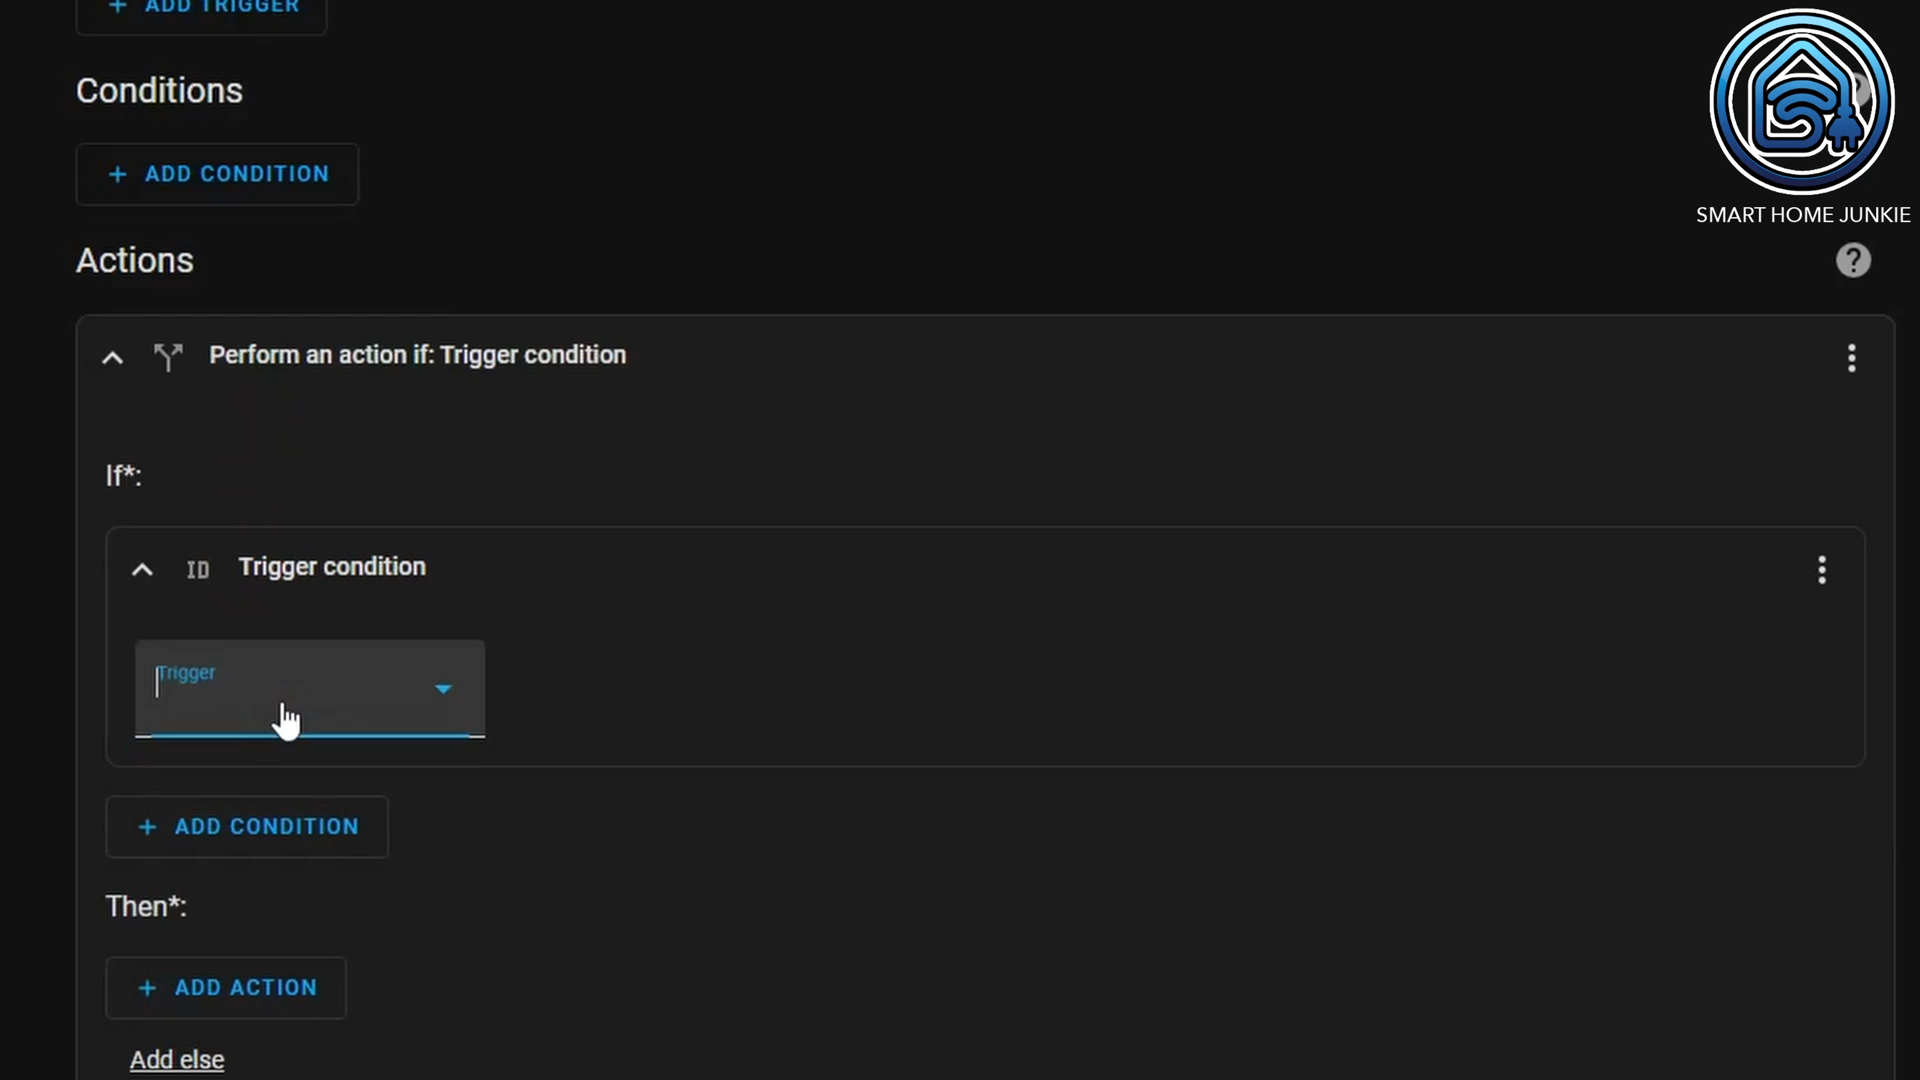 + ADD TRIGGER
Conditions
+ ADD CONDITION
SMART HOME JUNKIE
Actions
?
Perform an action if: Trigger condition
If*:
ID Trigger condition
Trigger
+ ADD CONDITION
Then*:
+ ADD ACTION
Add else